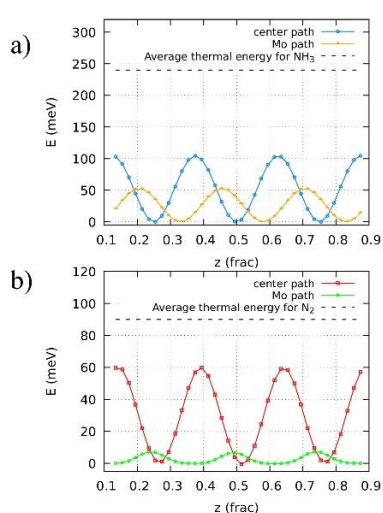 a)
300
250
200
150
100
50
0
E (meV)
center path
Mo path
Average thermal energy for NH3
0.1 0.2 0.3 0.4 0.5 0.6 0.7 0.8 0.9
z (frac)
b)
120
100
80
60
40
20
0
E (meV)
center path
Mo path
Average thermal energy for N2
0.1 0.2 0.3 0.4 0.5 0.6 0.7 0.8 0.9
z (frac)